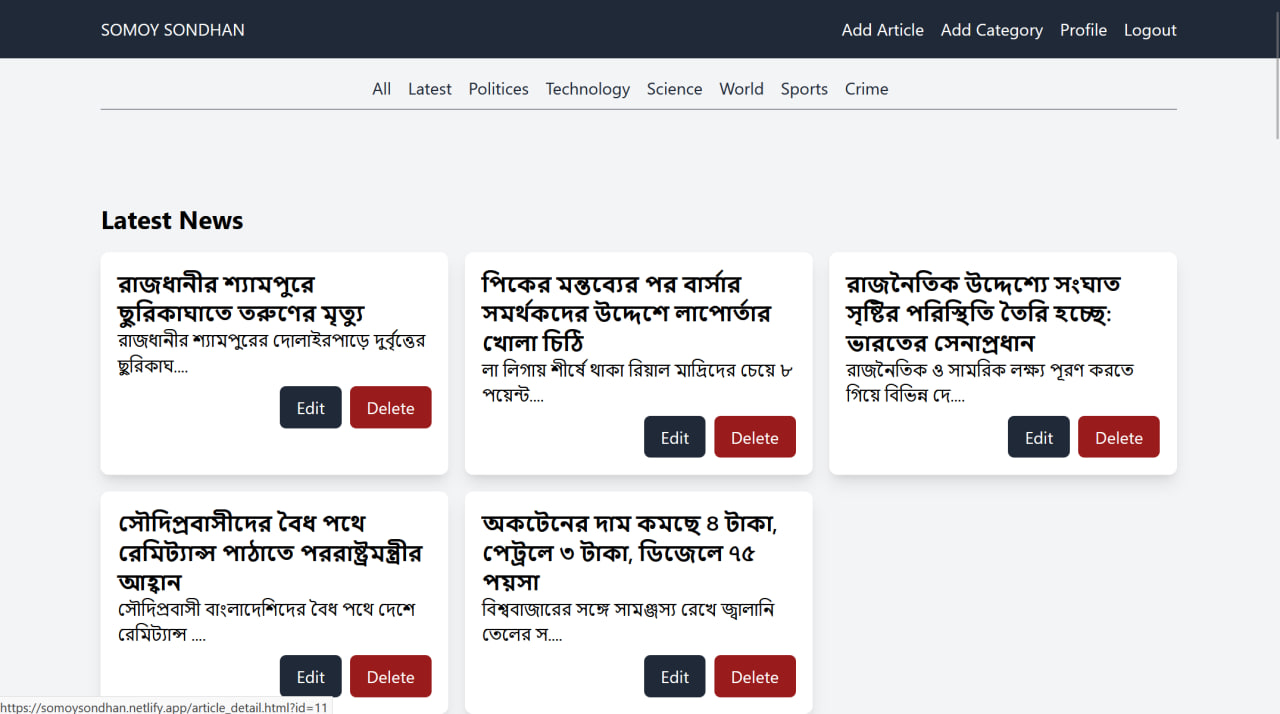 SOMOY SONDHAN
Add Article Add Category Profile Logout
All Latest Politices Technology Science World Sports Crime
Latest News
রাজধানীর শ্যামপুরে
ছুরিকাঘাতে তরুণের মৃত্যু
রাজধানীর শ্যামপুরের দোলাইরপাড়ে দুর্বৃত্তের
ছুরিকাঘ....
Edit Delete
পিকের মন্তব্যের পর বার্সার
সমর্থকদের উদ্দেশে লাপোর্তার
খোলা চিঠি
লা লিগায় শীর্ষে থাকা রিয়াল মাদ্রিদের চেয়ে ৮
পয়েন্ট....
Edit Delete
রাজনৈতিক উদ্দেশ্যে সংঘাত
সৃষ্টির পরিস্থিতি তৈরি হচ্ছে:
ভারতের সেনাপ্রধান
রাজনৈতিক ও সামরিক লক্ষ্য পূরণ করতে
গিয়ে বিভিন্ন দে....
Edit Delete
সৌদিপ্রবাসীদের বৈধ পথে
রেমিট্যান্স পাঠাতে পররাষ্ট্রমন্ত্রীর
আহ্বান
সৌদিপ্রবাসী বাংলাদেশিদের বৈধ পথে দেশে
রেমিট্যান্স ....
Edit Delete
অকটেনের দাম কমছে ৪ টাকা,
পেট্রলে ৩ টাকা, ডিজেলে ৭৫
পয়সা
বিশ্ববাজারের সঙ্গে সামঞ্জস্য রেখে জ্বালানি
তেলের স....
Edit Delete
https://somoysondhan.netlify.app/article_detail.html?id=11